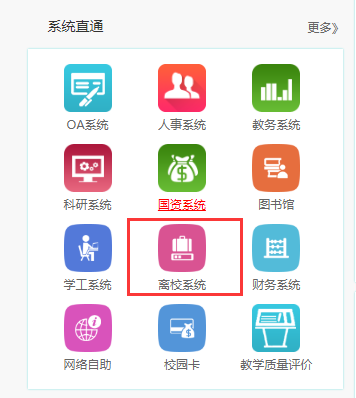 系统直通 更多》
OA系统 人事系统 教务系统
科研系统 国资系统 图书馆
学工系统 离校系统 财务系统
网络自助 校园卡 教学质量评价